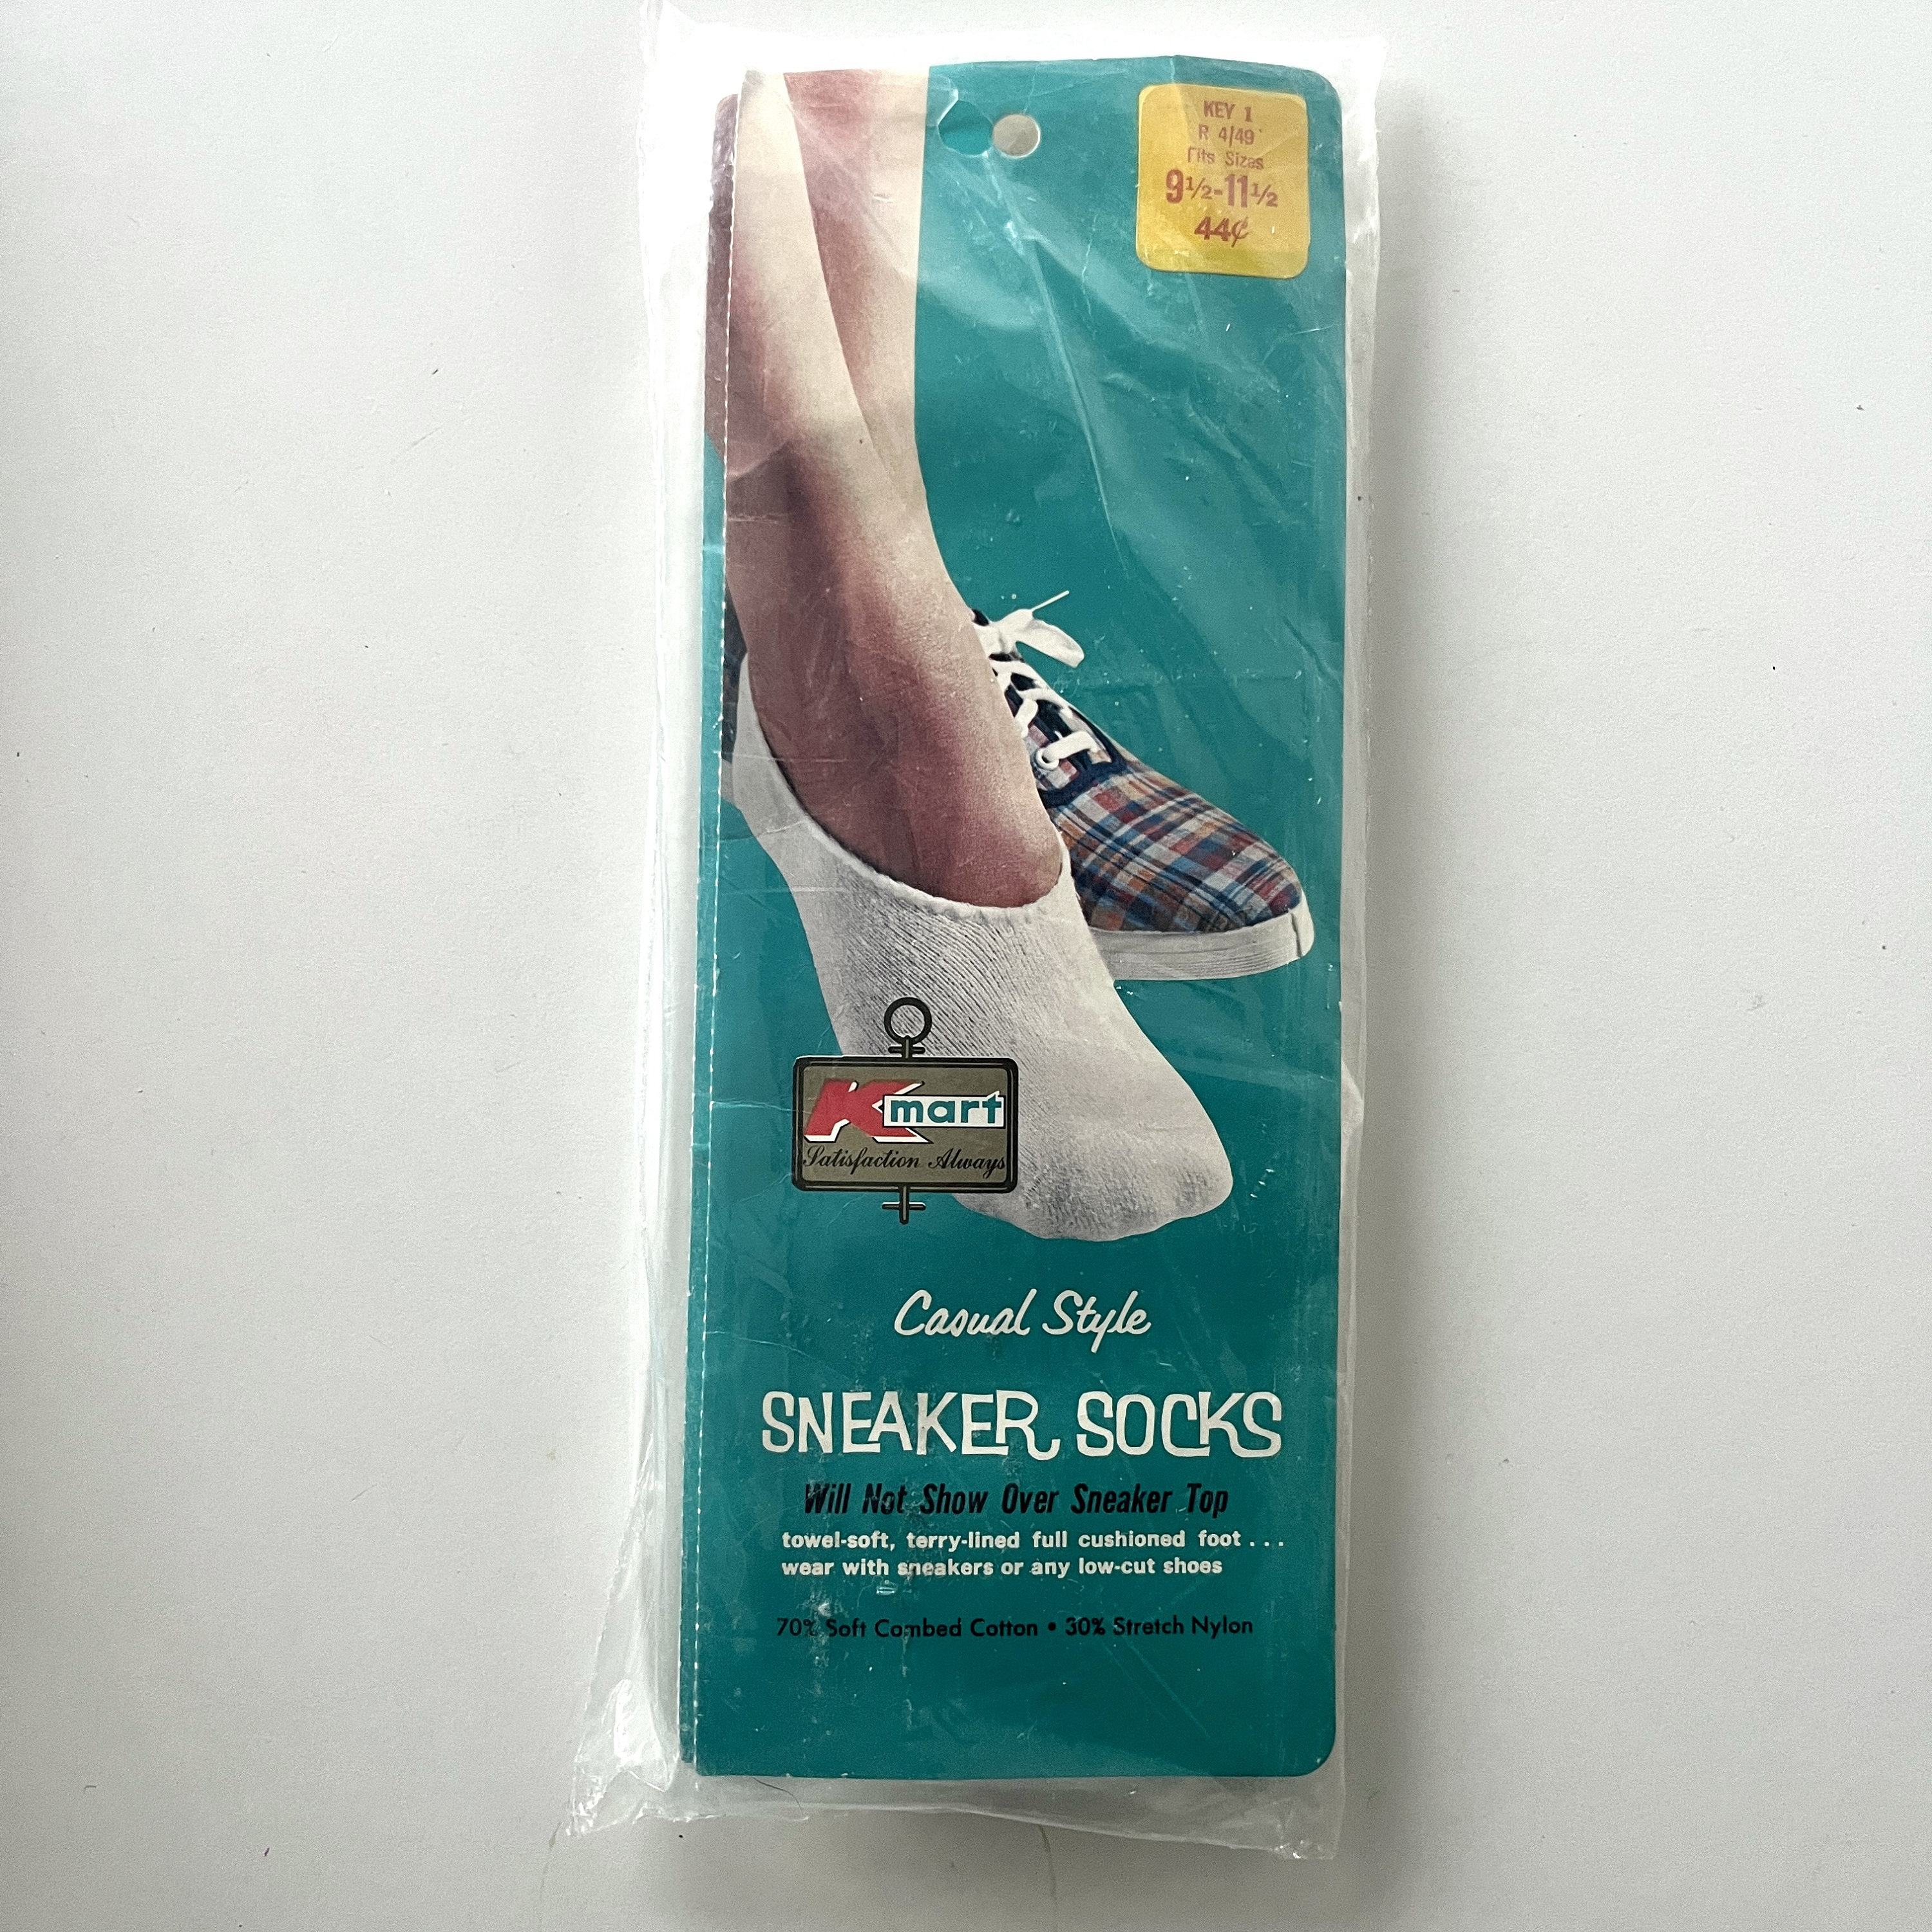 KEY 1
R 4/49
Fits Sizes
9½-11½
44¢
Kmart
Satisfaction Always
Casual Style
SNEAKER SOCKS
Will Not Show Over Sneaker Top
towel-soft, terry-lined full cushioned foot...
wear with sneakers or any low-cut shoes
70% Soft Combed Cotton • 30% Stretch Nylon